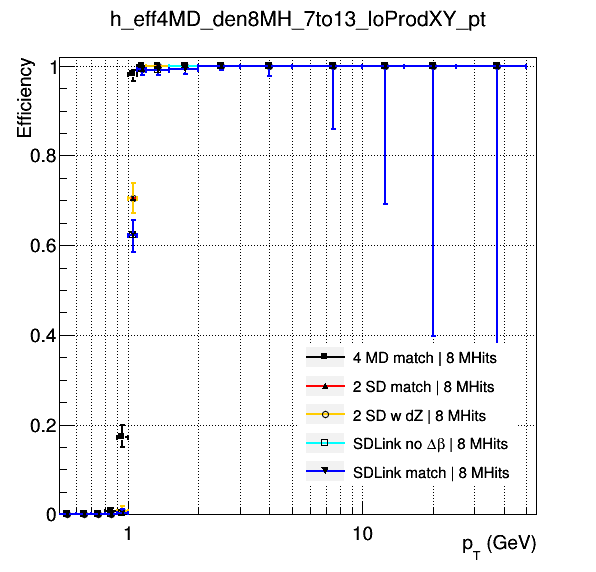 h_eff4MD_den8MH_7to13_loProdXY_pt
Efficiency
1
0.8
0.6
0.4
0.2
0
4 MD match | 8 MHits
2 SD match | 8 MHits
2 SD w dZ | 8 MHits
SDLink no Δβ | 8 MHits
SDLink match | 8 MHits
1
10
p_T (GeV)